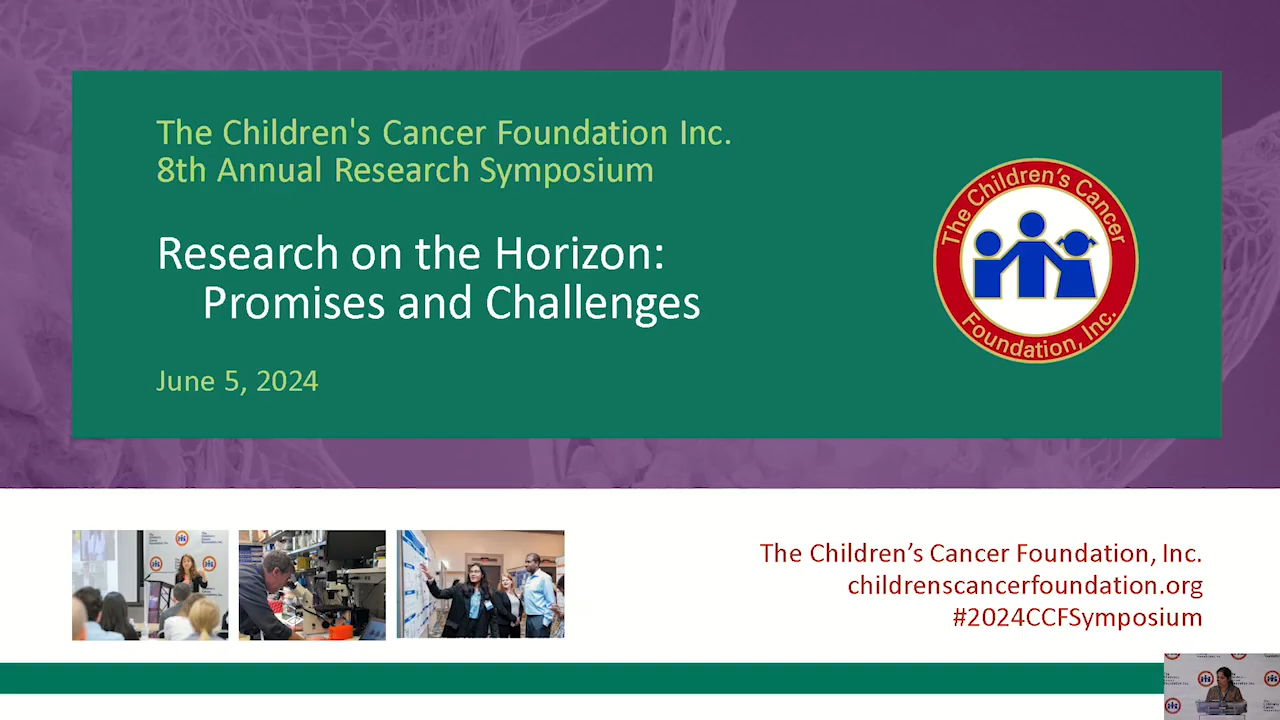 The Children's Cancer Foundation Inc.
8th Annual Research Symposium
Research on the Horizon:
Promises and Challenges
June 5, 2024
The Children's Cancer
Foundation, Inc.
The Children’s Cancer Foundation, Inc.
childrenscancerfoundation.org
#2024CCFSymposium